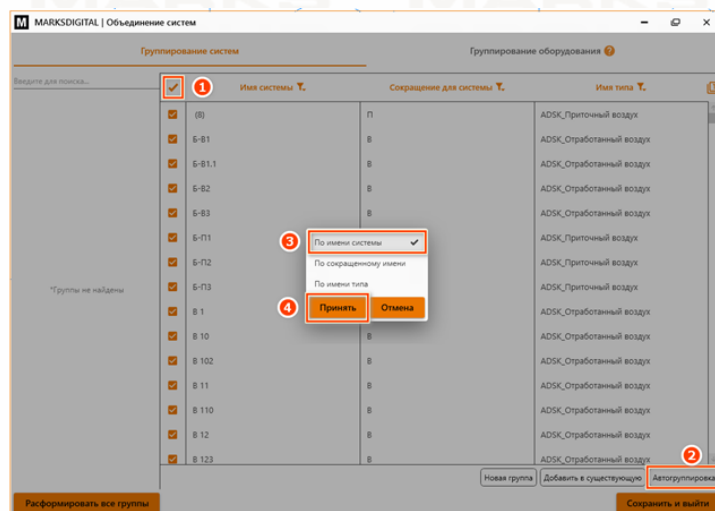 MARKSDIGITAL | Объединение систем
Группирование систем
Группирование оборудования ?
Введите для поиска...
1
Имя системы
Сокращение для системы
Имя типа
(В) П ADSK_Приточный воздух
Б-В1 В ADSK_Отработанный воздух
Б-В1.1 В ADSK_Отработанный воздух
Б-В2 В ADSK_Отработанный воздух
Б-В3 В ADSK_Отработанный воздух
Б-П1 ADSK_Приточный воздух
Б-П2 ADSK_Приточный воздух
Б-П3 ADSK_Приточный воздух
*Группы не найдены
3
По имени системы
По сокращенному имени
По имени типа
4
Принять
Отмена
В 1 ADSK_Отработанный воздух
В 10 В ADSK_Отработанный воздух
В 102 В ADSK_Отработанный воздух
В 11 В ADSK_Отработанный воздух
В 110 В ADSK_Отработанный воздух
В 12 В ADSK_Отработанный воздух
В 123 В ADSK_Отработанный воздух
2
Новая группа
Добавить в существующую
Автогруппировка
Расформировать все группы
Сохранить и выйти